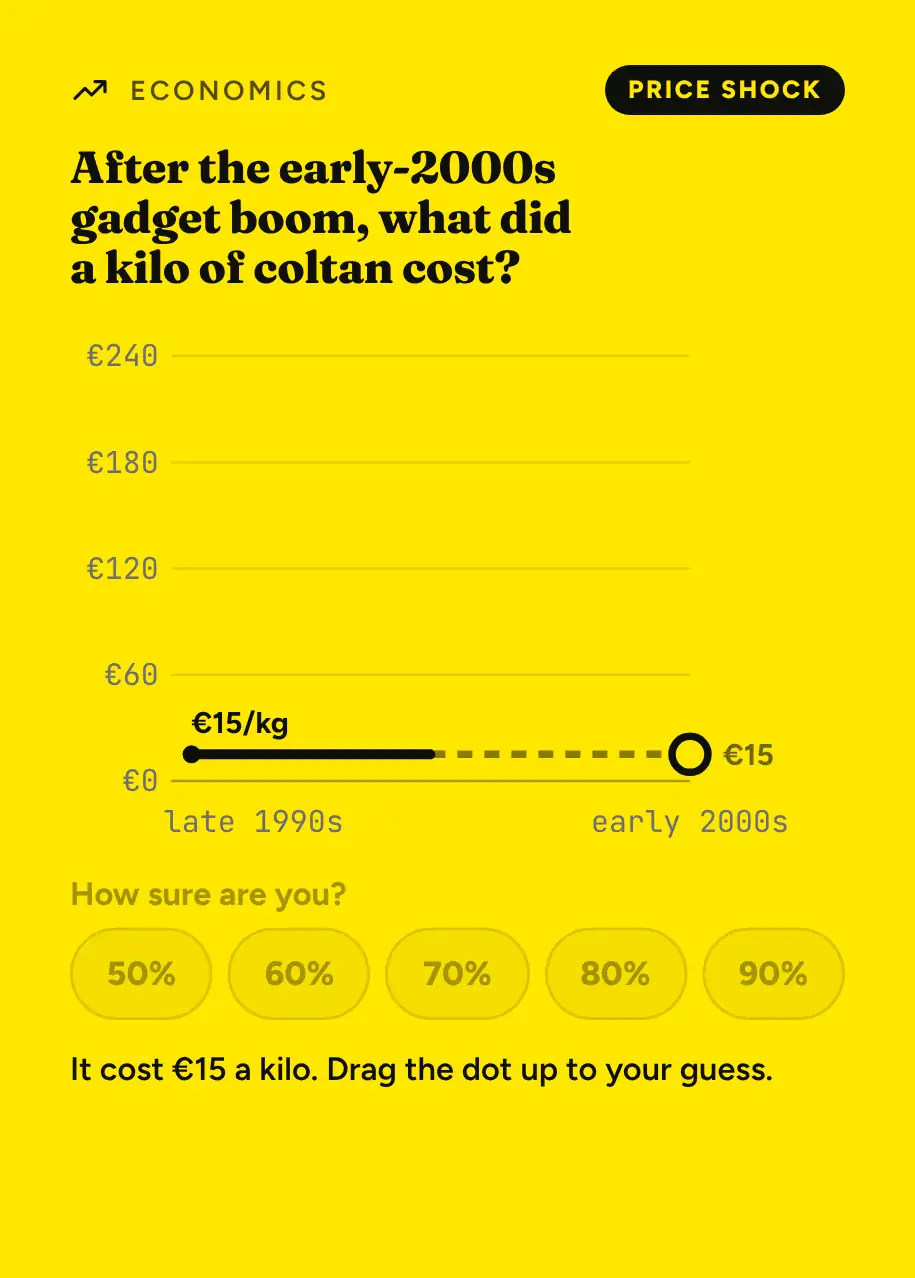 ECONOMICS
PRICE SHOCK
After the early-2000s
gadget boom, what did
a kilo of coltan cost?
€240
€180
€120
€60
€15/kg
€15
€0
late 1990s
early 2000s
How sure are you?
50%
60%
70%
80%
90%
It cost €15 a kilo. Drag the dot up to your guess.